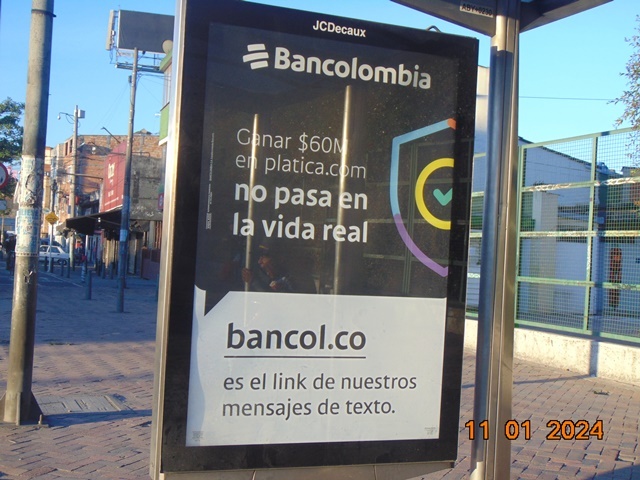 JCDecaux
Bancolombia
Ganar $60M
en platica.com
no pasa en
la vida real
bancol.co
es el link de nuestros
mensajes de texto.
11 01 2024